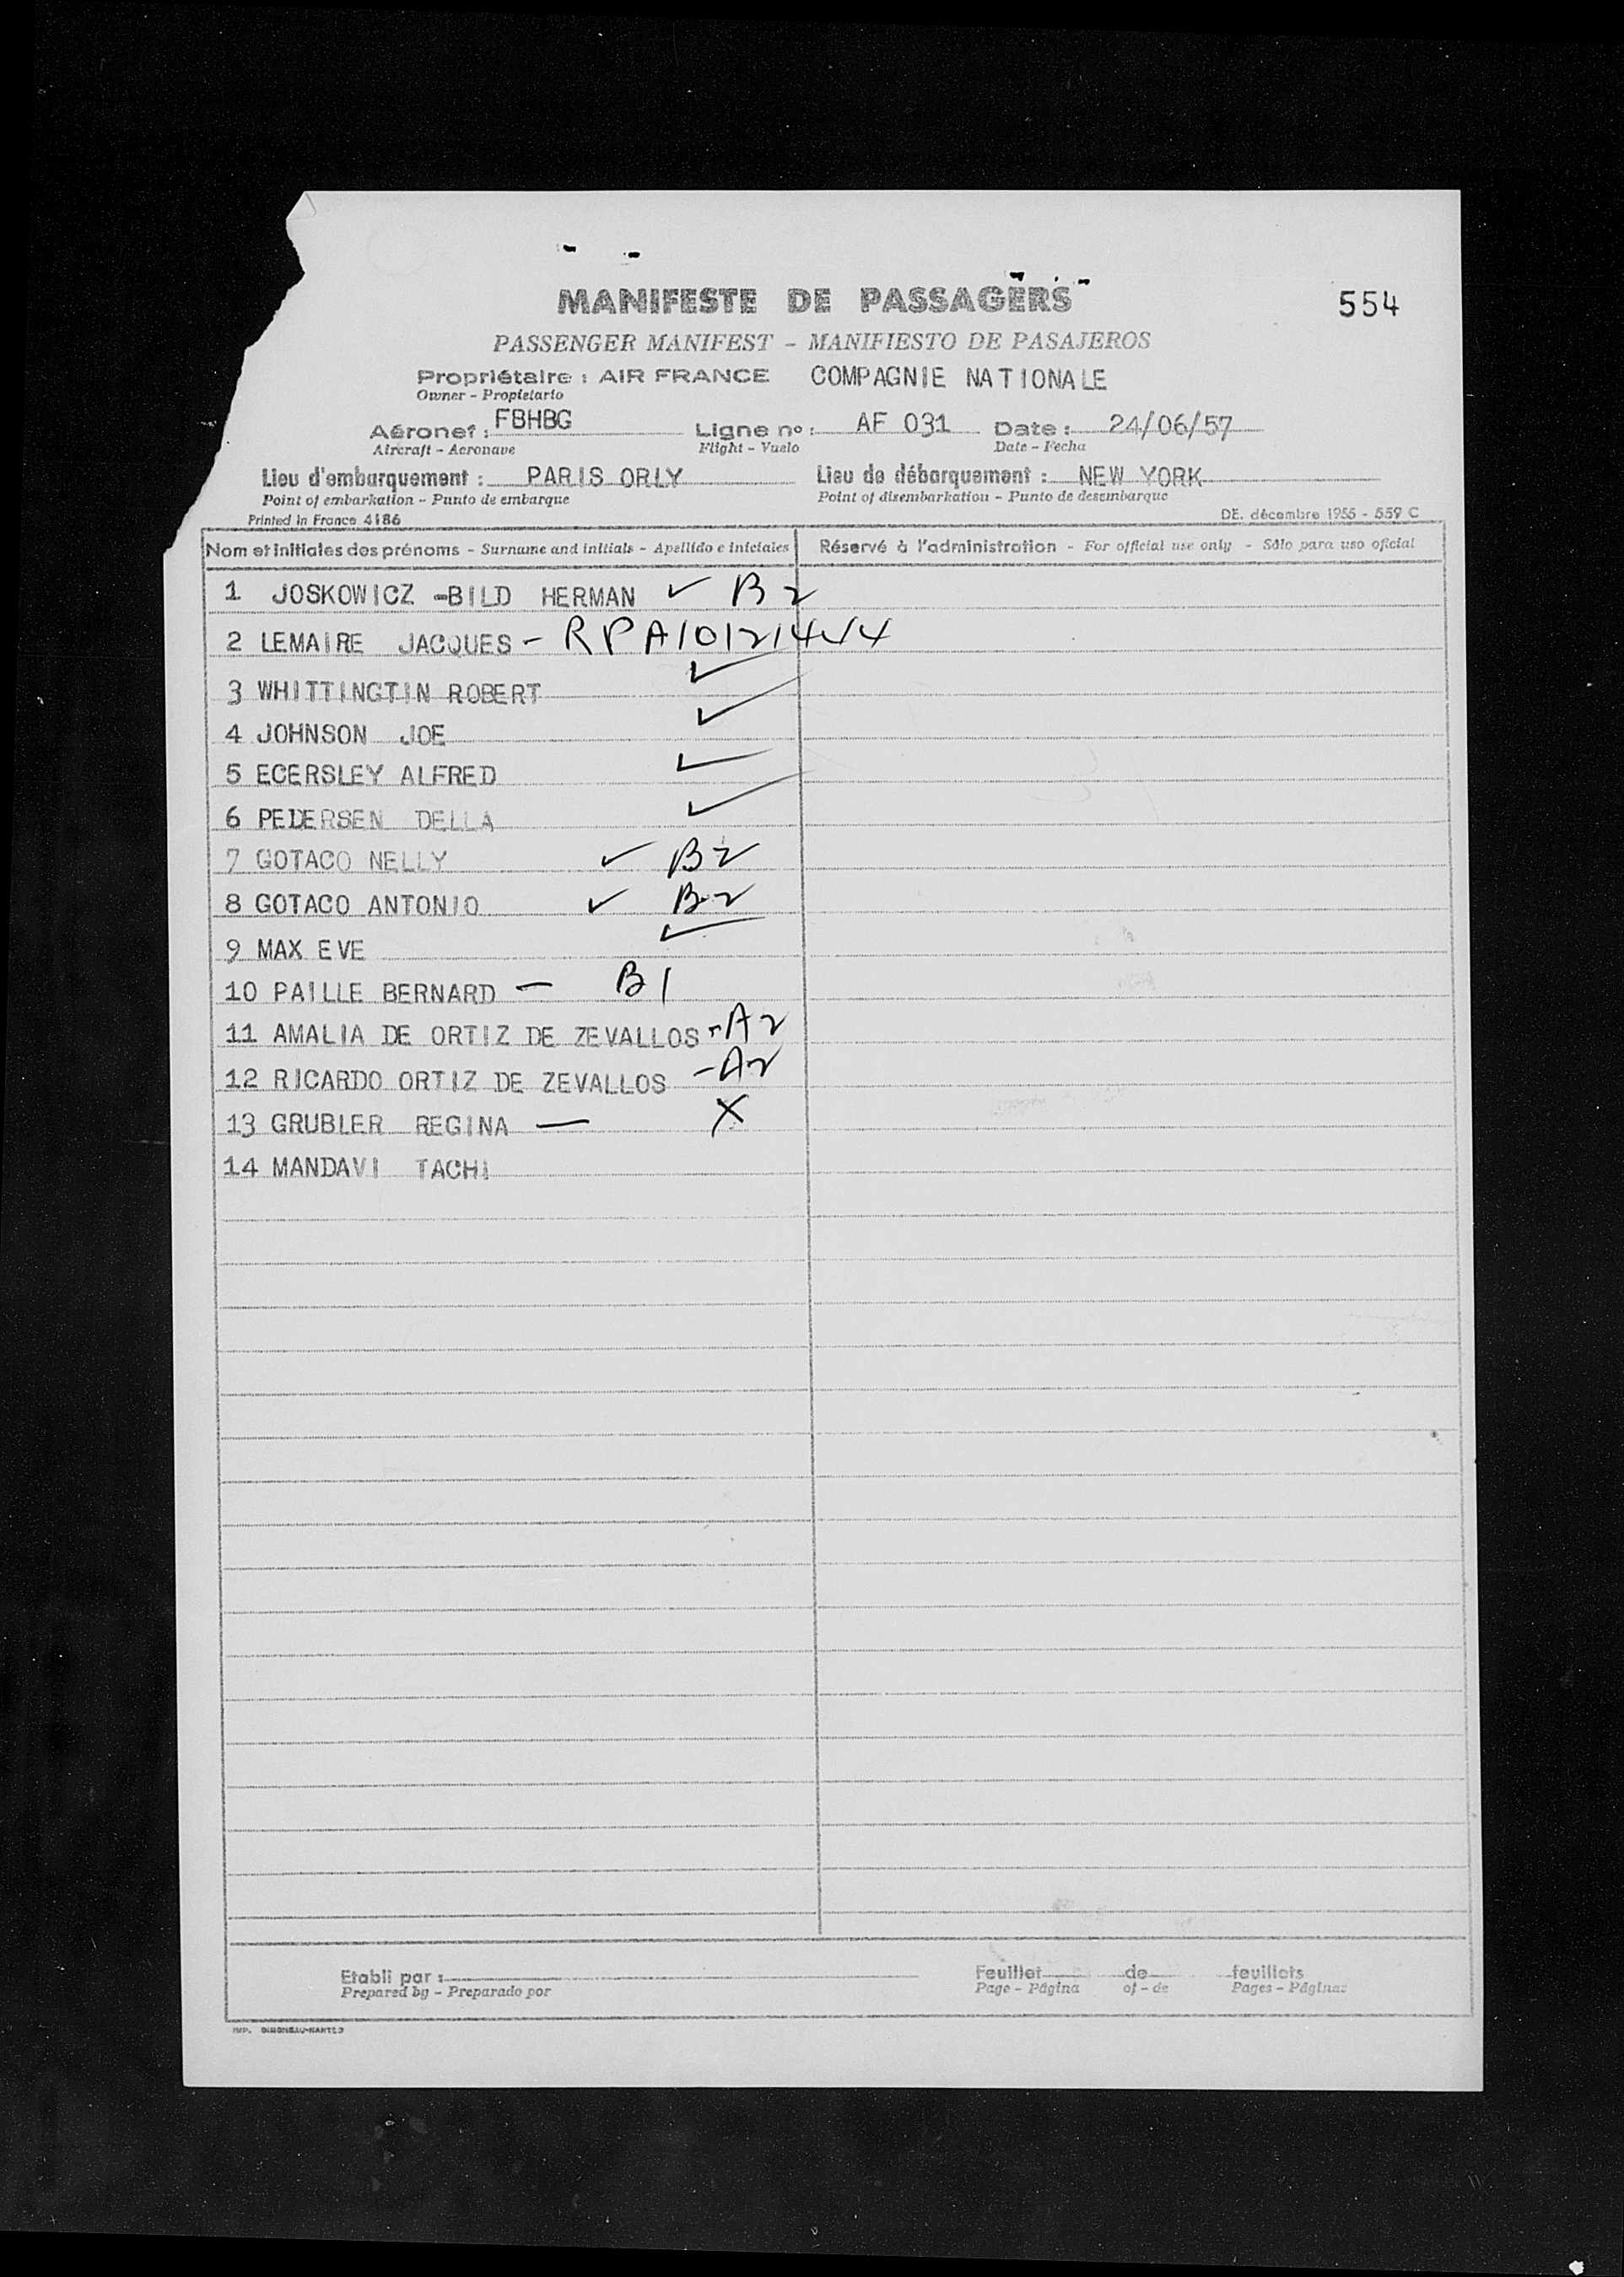 MANIFESTE DE PASSAGERS
554
PASSENGER MANIFEST - MANIFIESTO DE PASAJEROS
Propriétaire : AIR FRANCE COMPAGNIE NATIONALE
Owner - Propietario
Aéronef : FBHBG Ligne nº : AF 031 Date : 24/06/57
Aircraft - Aeronave Flight - Vuelo Date - Fecha
Lieu d'embarquement : PARIS ORLY Lieu de débarquement : NEW YORK
Point of embarkation - Punto de embarque Point of disembarkation - Punto de desembarque
Printed in France 4186 DE. décembre 1955 - 559 C
Nom et initiales des prénoms - Surname and initials - Apellido e iniciales Réservé à l'administration - For official use only - Sólo para uso oficial
1 JOSKOWICZ -BILD HERMAN ✓ B2
2 LEMAIRE JACQUES - RPA101214
3 WHITTINGTIN ROBERT ✓
4 JOHNSON JOE ✓
5 ECERSLEY ALFRED ✓
6 PEDERSEN DELLA ✓
7 GOTACO NELLY ✓ B2
8 GOTACO ANTONIO ✓ B-2
9 MAX EVE ✓
10 PAILLE BERNARD — B1
11 AMALIA DE ORTIZ DE ZEVALLOS -A2
12 RICARDO ORTIZ DE ZEVALLOS -A2
13 GRUBLER REGINA — X
14 MANDAVI TACHI
Etabli par : Feuillet de feuillets
Prepared by - Preparado por Page - Página of - de Pages - Páginas
IMP.